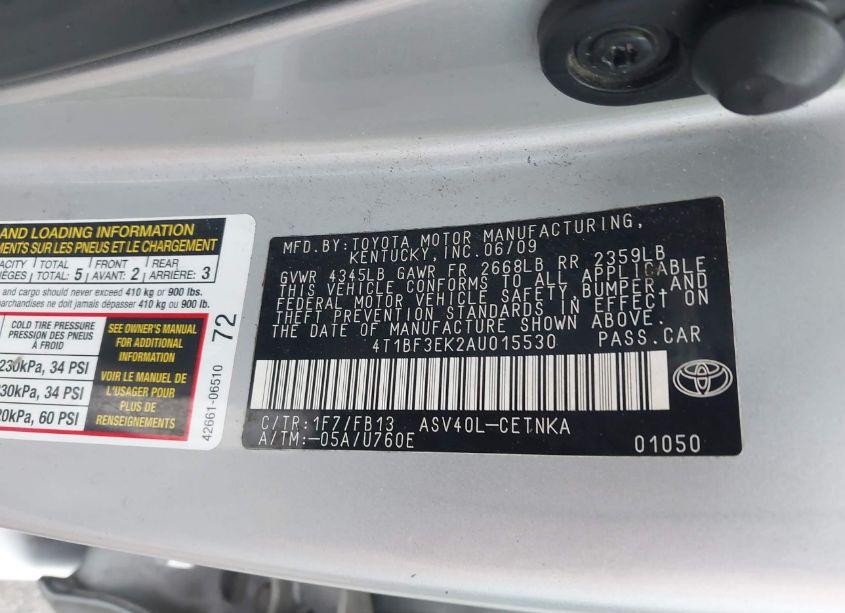 AND LOADING INFORMATION
MENTS SUR LES PNEUS ET LE CHARGEMENT
ACITY TOTAL 5 FRONT 2 REAR 3
IÈGES TOTAL AVANT: ARRIÈRE:
and cargo should never exceed 410 kg or 900 lbs.
marchandises ne doit jamais dépasser 410 kg ou 900 lb.
COLD TIRE PRESSURE
PRESSION DES PNEUS
À FROID
230kPa, 34 PSI
30kPa, 34 PSI
20kPa, 60 PSI
SEE OWNER'S MANUAL
FOR ADDITIONAL
INFORMATION
VOIR LE MANUEL DE
L'USAGER POUR
PLUS DE
RENSEIGNEMENTS
72
42661-06510
MFD.BY:TOYOTA MOTOR MANUFACTURING,
KENTUCKY, INC.06/09
GVWR 4345LB GAWR FR 2668LB RR 2359LB
THIS VEHICLE CONFORMS TO ALL APPLICABLE
FEDERAL MOTOR VEHICLE SAFETY, BUMPER, AND
THEFT PREVENTION STANDARDS IN EFFECT ON
THE DATE OF MANUFACTURE SHOWN ABOVE.
4T1BF3EK2AU015530 PASS.CAR
C/TR:1F7/FB13 ASV40L-CETNKA
A/TM:-05A/U760E 01050